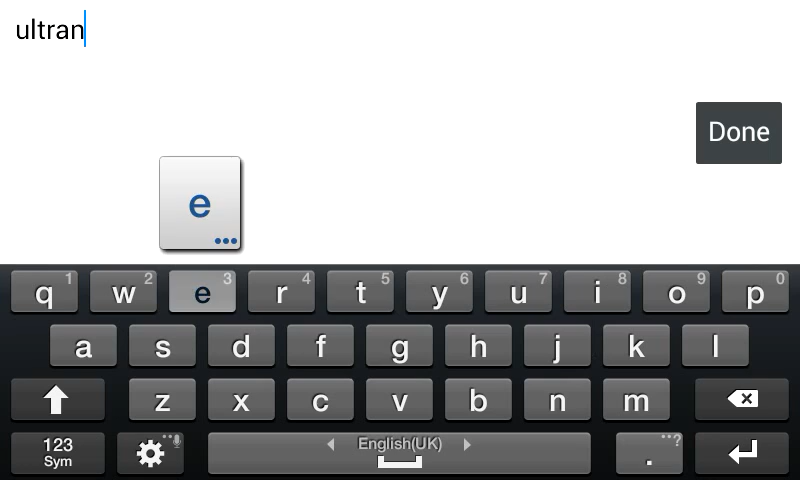 ultran
Done
e
q 1 w 2 e 3 r 4 t 5 y 6 u 7 i 8 o 9 p 0
a s d f g h j k l
z x c v b n m
123 Sym English(UK) . ...?